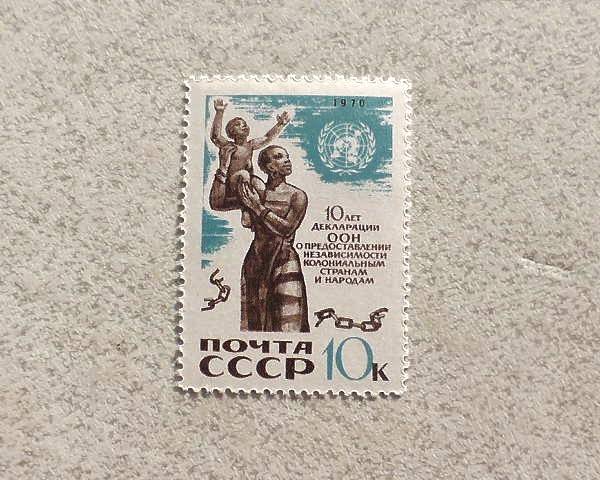 1970
10 ЛЕТ
ДЕКЛАРАЦИИ
ООН
О ПРЕДОСТАВЛЕНИИ
НЕЗАВИСИМОСТИ
КОЛОНИАЛЬНЫМ
СТРАНАМ
И НАРОДАМ
ПОЧТА
СССР 10К